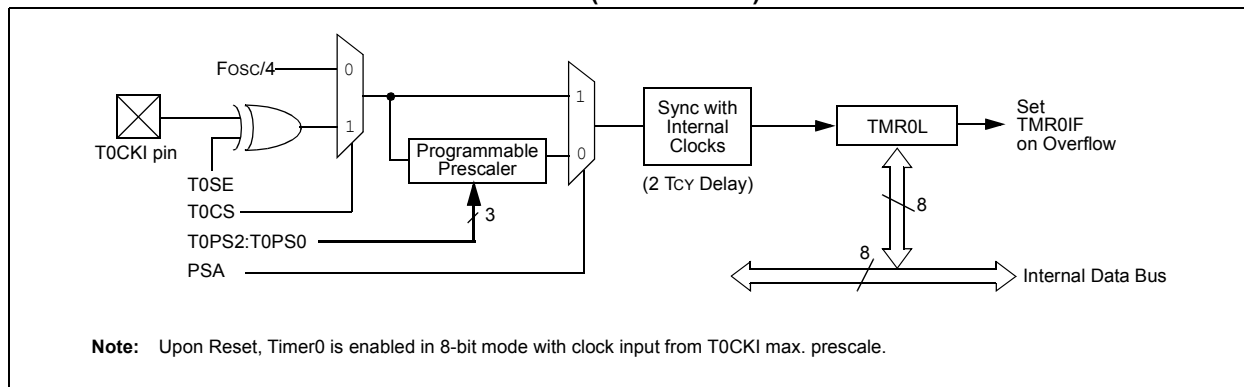 Fosc/4
0
1
T0CKI pin
T0SE
T0CS
T0PS2:T0PS0
PSA
Programmable
Prescaler
3
1
0
Sync with
Internal
Clocks
(2 TCY Delay)
TMR0L
Set
TMR0IF
on Overflow
8
8
Internal Data Bus
Note: Upon Reset, Timer0 is enabled in 8-bit mode with clock input from T0CKI max. prescale.